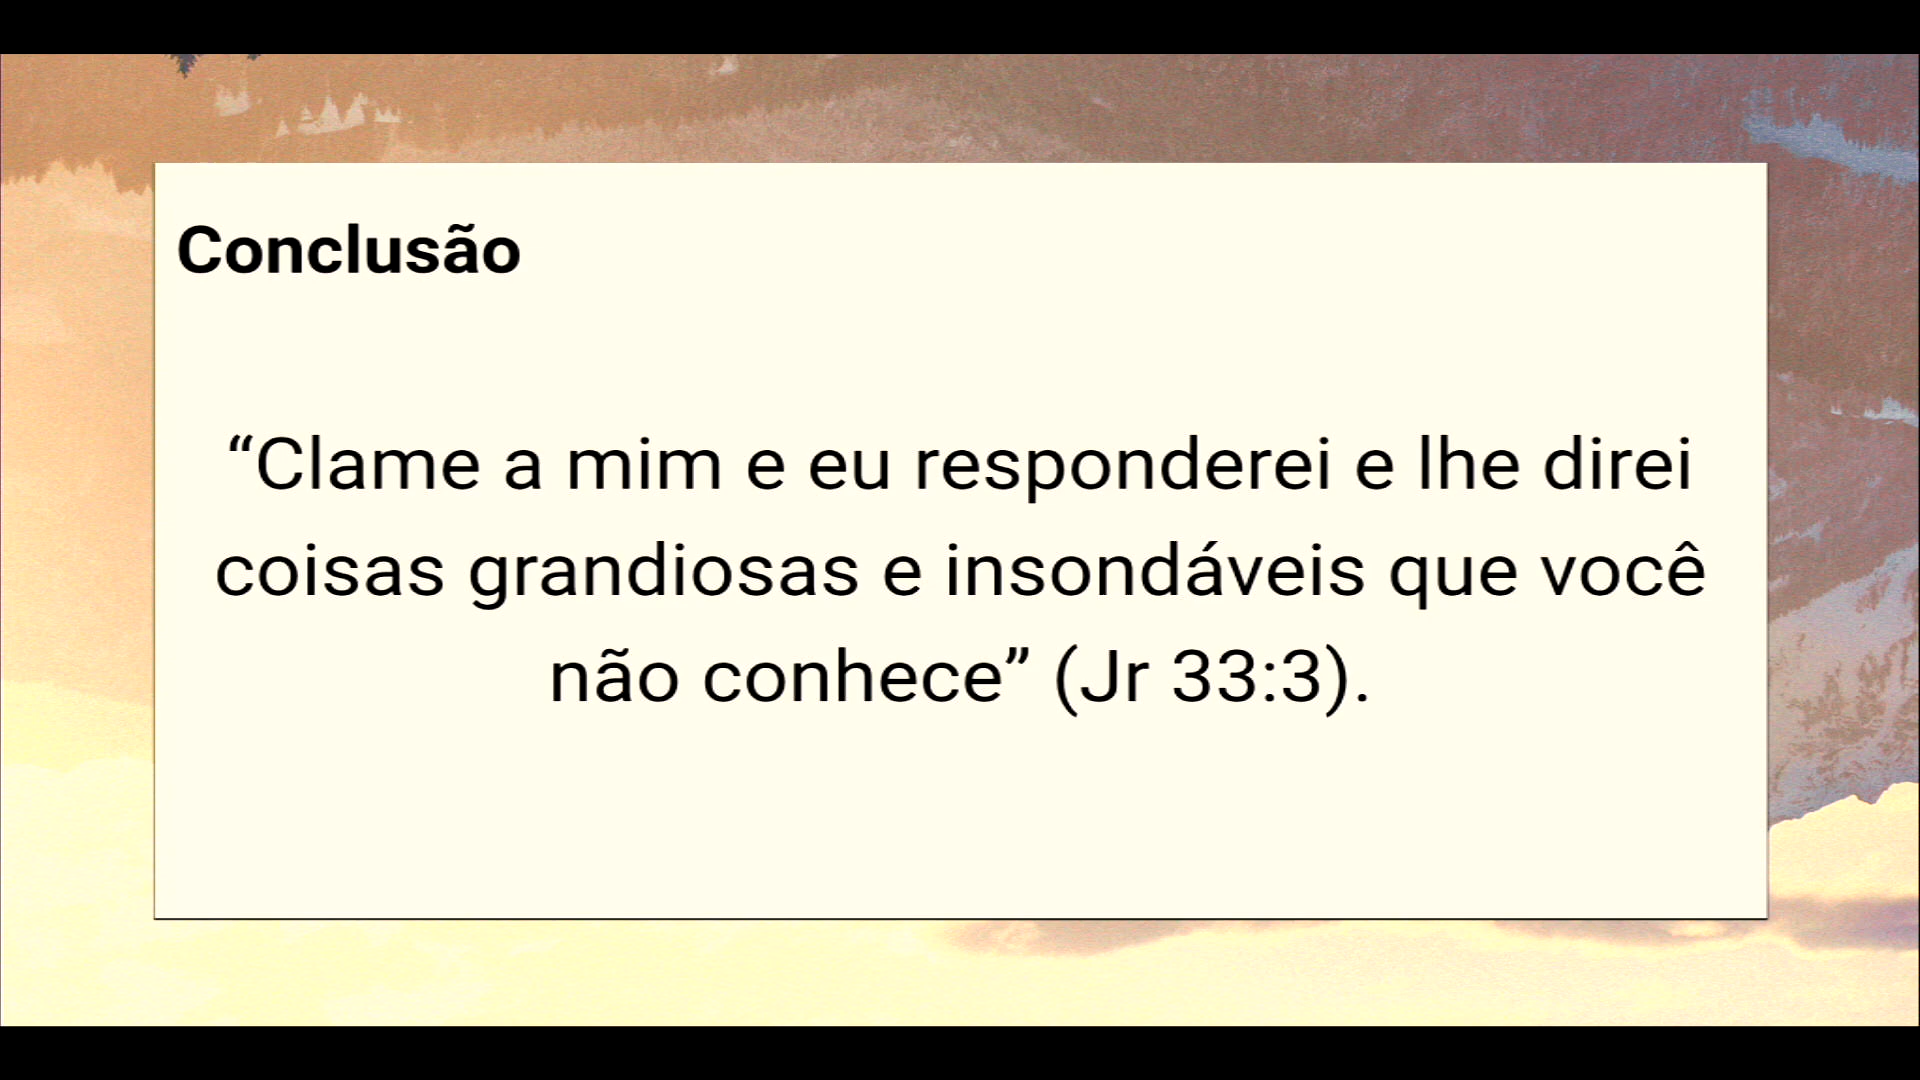 Conclusão
“Clame a mim e eu responderei e lhe direi
coisas grandiosas e insondáveis que você
não conhece” (Jr 33:3).